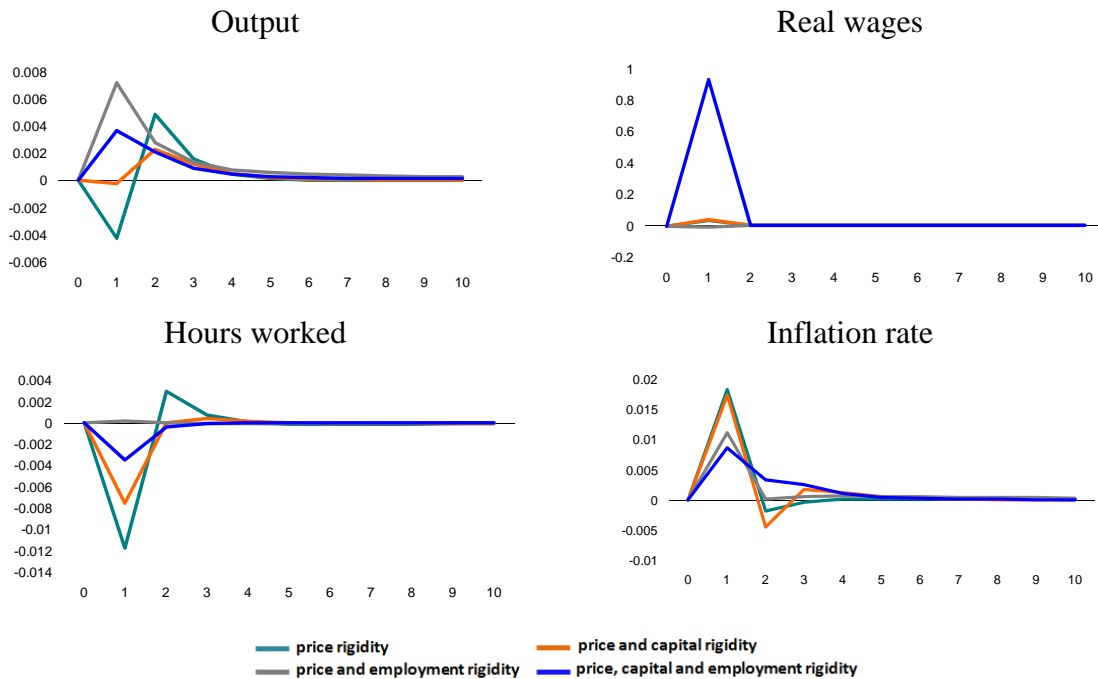 Output
0.008
0.006
0.004
0.002
0
-0.002
-0.004
-0.006
0 1 2 3 4 5 6 7 8 9 10
Real wages
1
0.8
0.6
0.4
0.2
0
-0.2
0 1 2 3 4 5 6 7 8 9 10
Hours worked
0.004
0.002
0
-0.002
-0.004
-0.006
-0.008
-0.01
-0.012
-0.014
0 1 2 3 4 5 6 7 8 9 10
Inflation rate
0.02
0.015
0.01
0.005
0
-0.005
-0.01
0 1 2 3 4 5 6 7 8 9 10
price rigidity
price and capital rigidity
price and employment rigidity
price, capital and employment rigidity